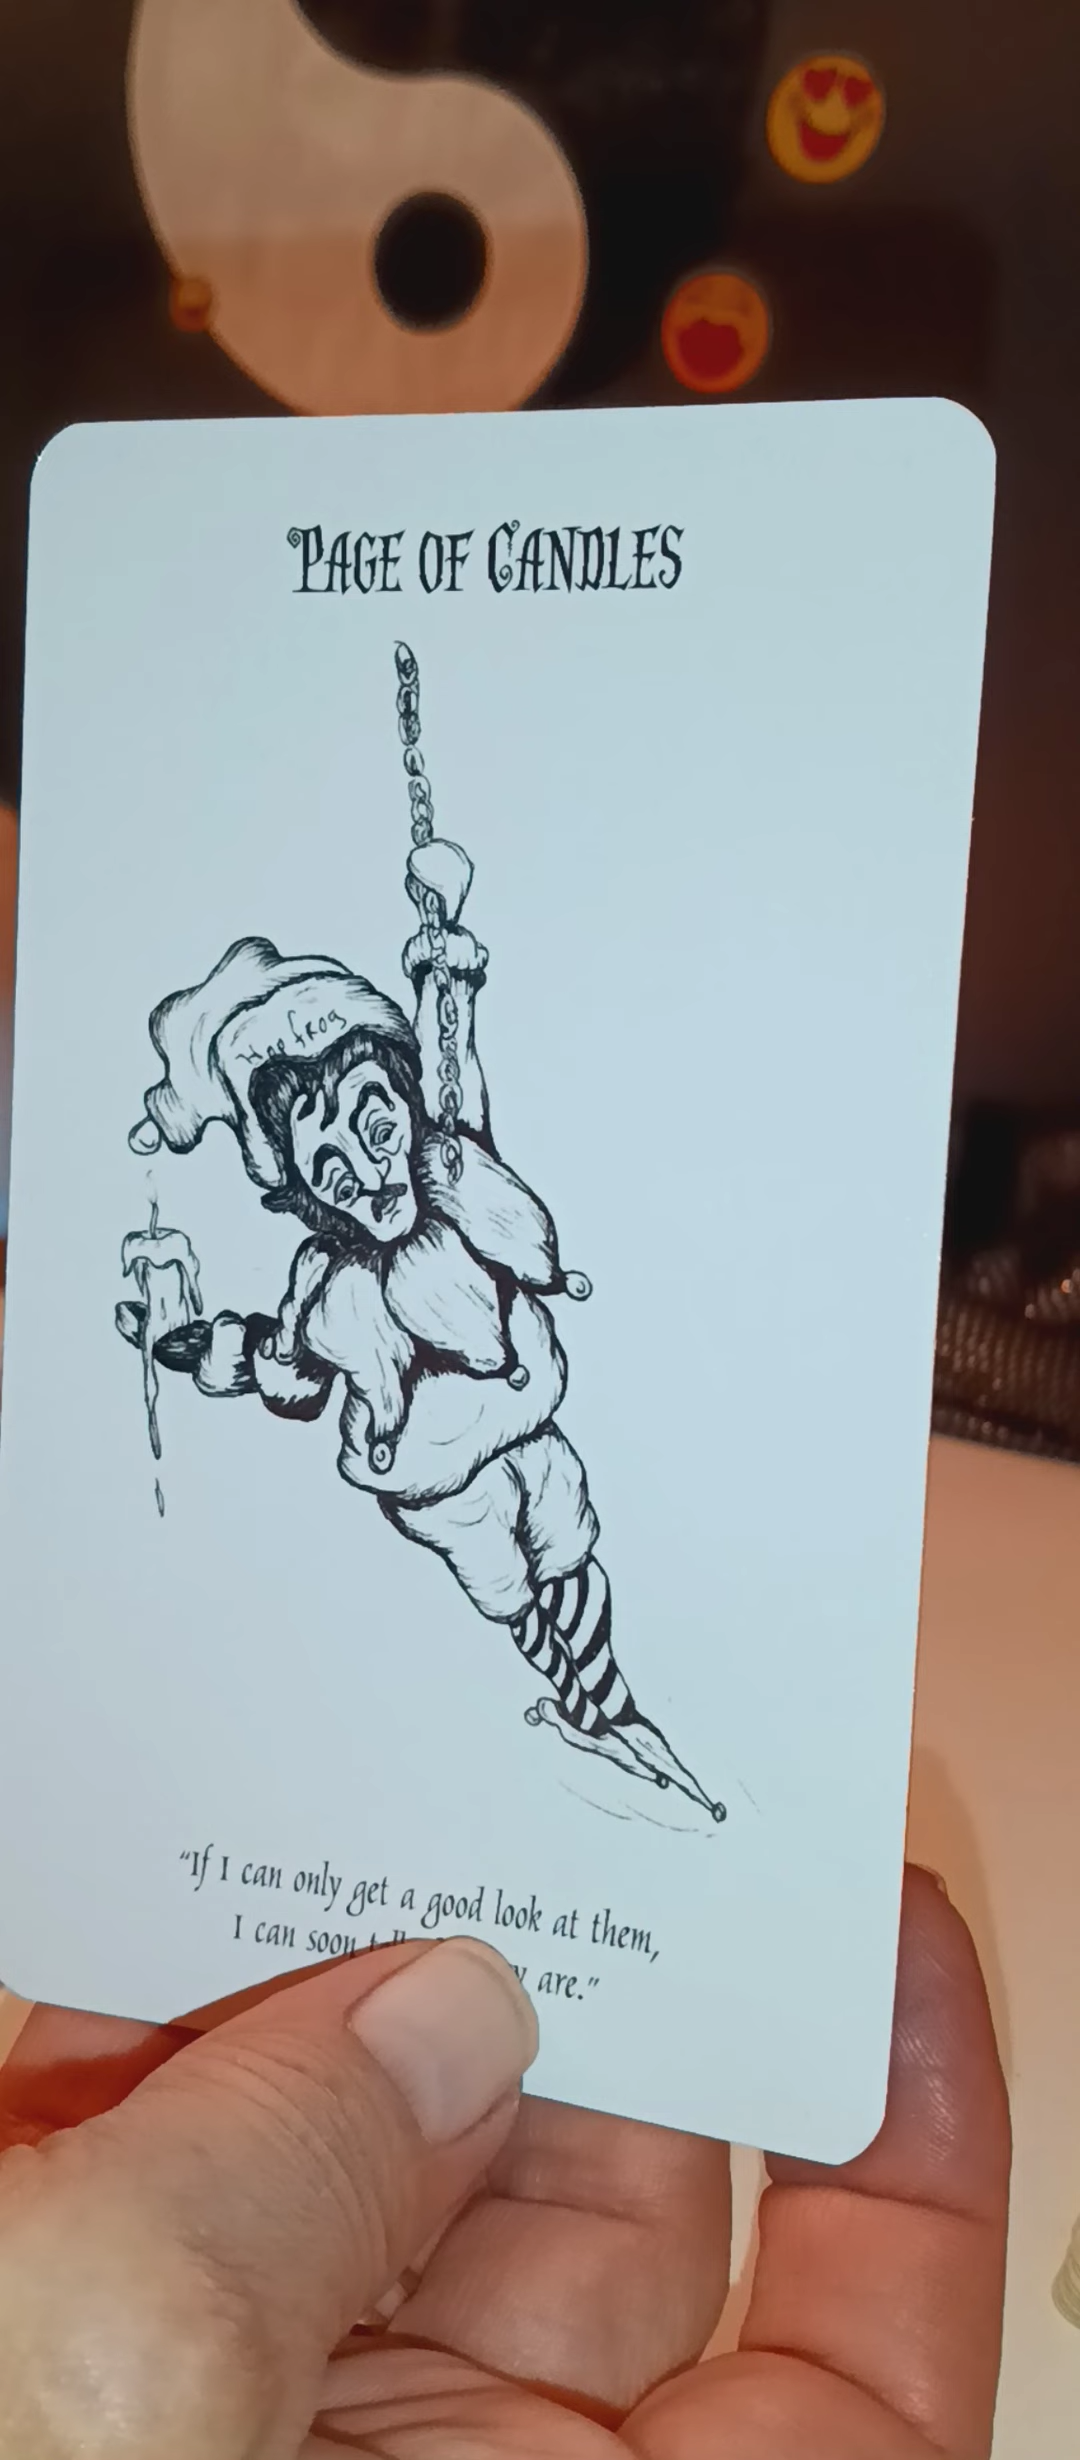 PAGE OF CANDLES
Hop frog
“If I can only get a good look at them,
I can soon are.”